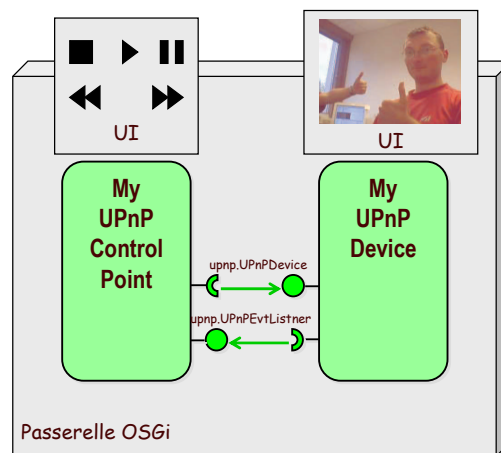 UI
UI
My
UPnP
Control
Point
My
UPnP
Device
upnp.UPnPDevice
upnp.UPnPEvtListner
Passerelle OSGi